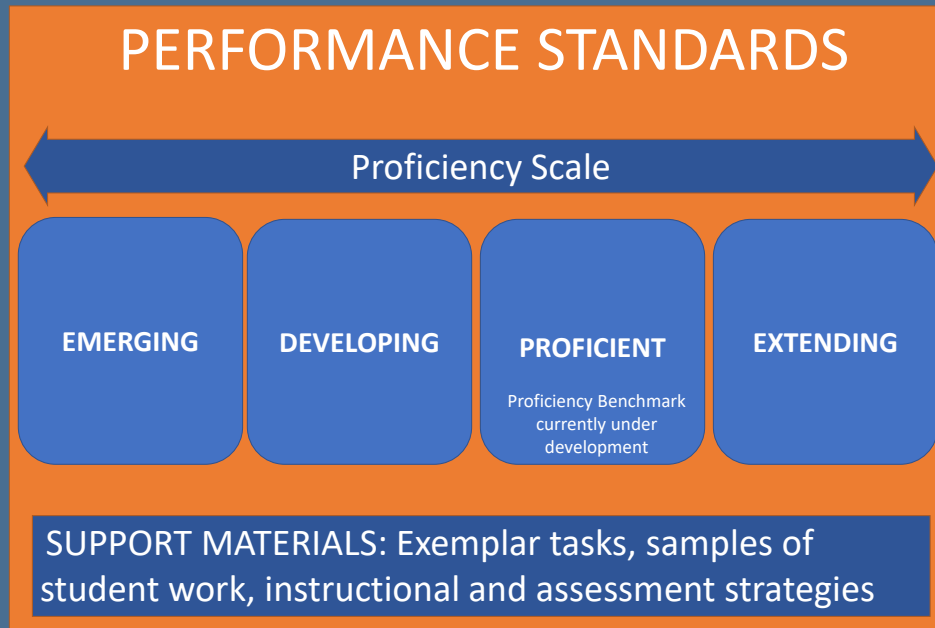 PERFORMANCE STANDARDS
Proficiency Scale
EMERGING
DEVELOPING
PROFICIENT
Proficiency Benchmark
currently under
development
EXTENDING
SUPPORT MATERIALS: Exemplar tasks, samples of
student work, instructional and assessment strategies